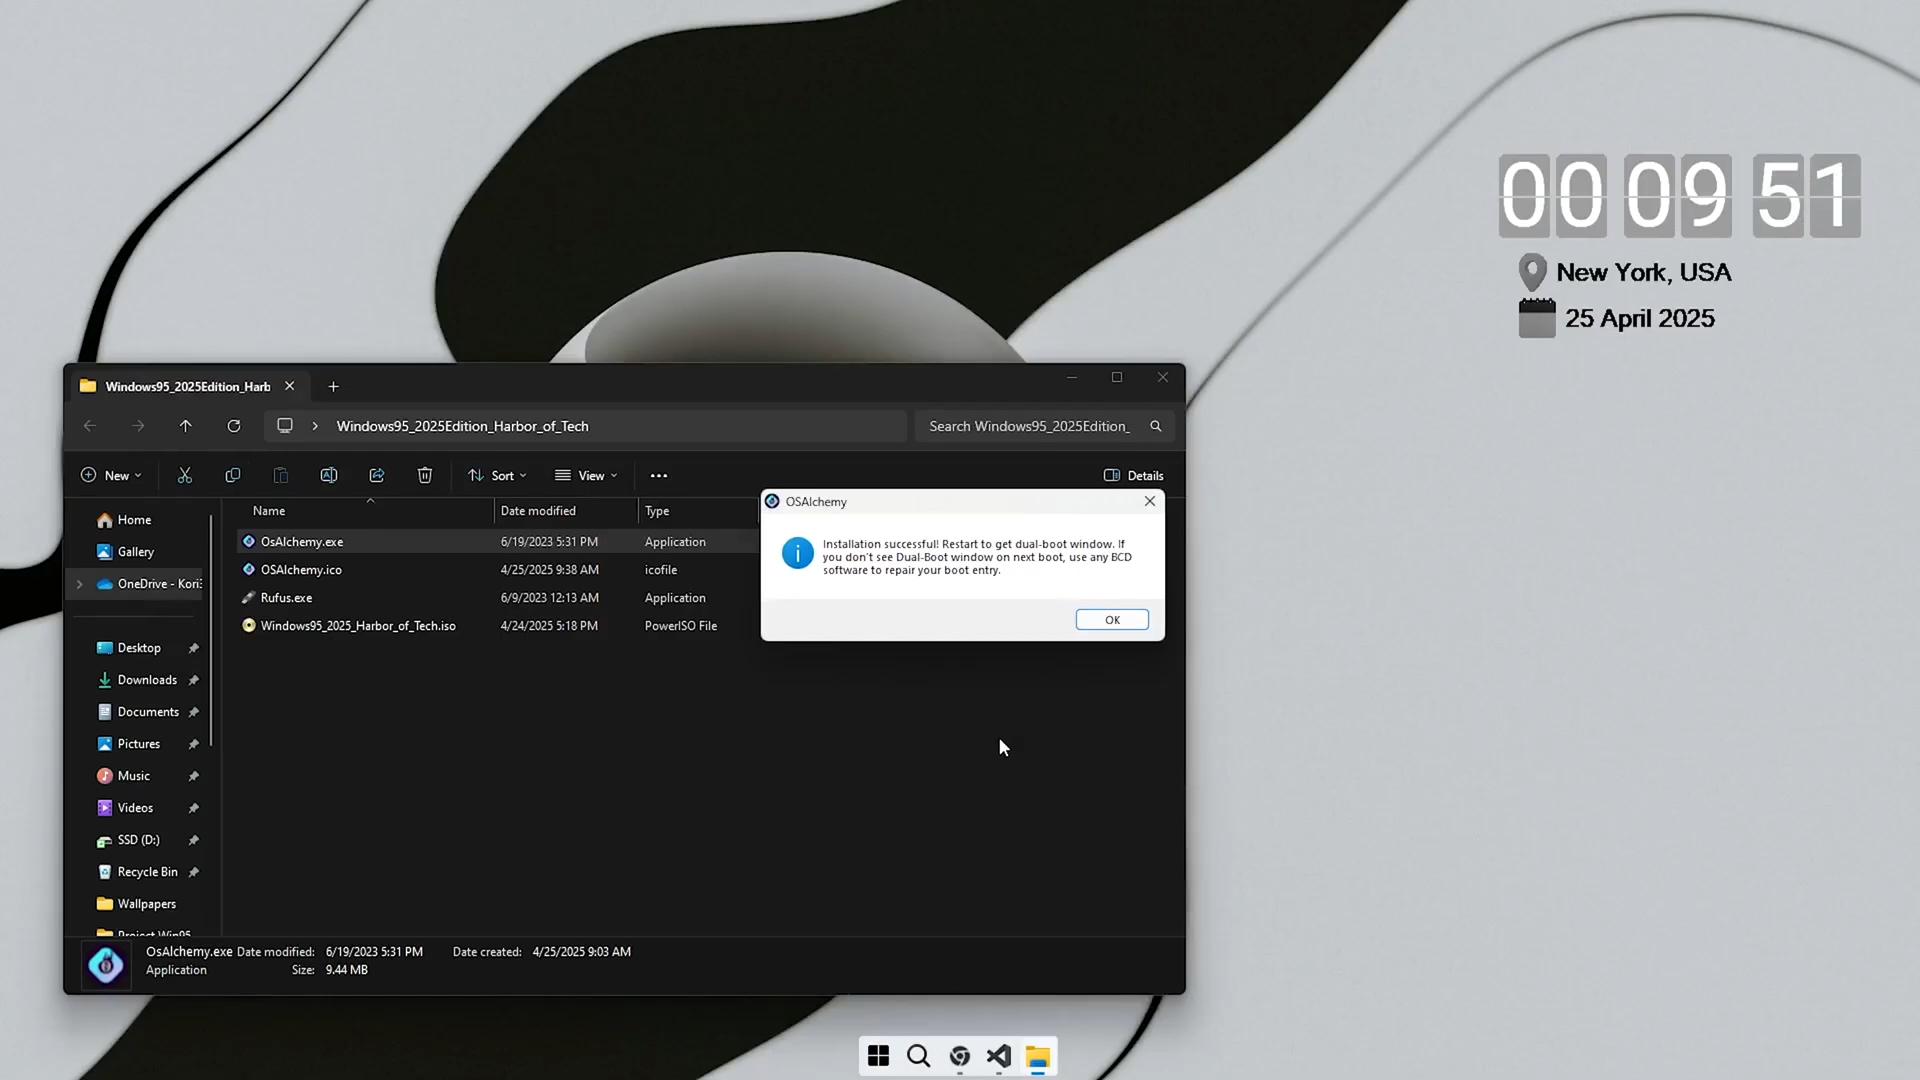 00 09 51
New York, USA
25 April 2025
Windows95_2025Edition_Harb
Windows95_2025Edition_Harbor_of_Tech
Search Windows95_2025Edition_
New
Sort
View
Details
Name
Date modified
Type
Home
Gallery
OneDrive - Kori
Desktop
Downloads
Documents
Pictures
Music
Videos
SSD (D:)
Recycle Bin
Wallpapers
Project Win95
OsAlchemy.exe 6/19/2023 5:31 PM Application
OSAlchemy.ico 4/25/2025 9:38 AM icofile
Rufus.exe 6/9/2023 12:13 AM Application
Windows95_2025_Harbor_of_Tech.iso 4/24/2025 5:18 PM PowerISO File
OSAlchemy
Installation successful! Restart to get dual-boot window. If
you don't see Dual-Boot window on next boot, use any BCD
software to repair your boot entry.
OK
OsAlchemy.exe Date modified: 6/19/2023 5:31 PM Date created: 4/25/2025 9:03 AM
Application Size: 9.44 MB